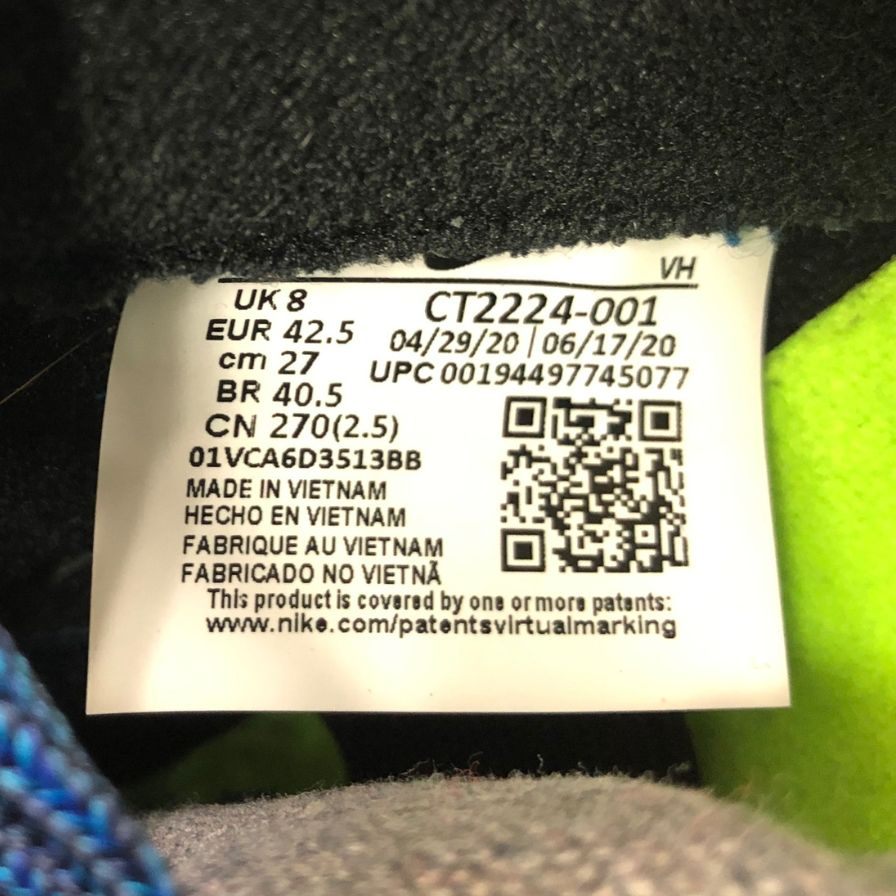 VH
UK 8
EUR 42.5
cm 27
BR 40.5
CN 270(2.5)
CT2224-001
04/29/20 | 06/17/20
UPC 00194497745077
01VCA6D3513BB
MADE IN VIETNAM
HECHO EN VIETNAM
FABRIQUE AU VIETNAM
FABRICADO NO VIETNÃ
This product is covered by one or more patents:
www.nike.com/patentsvirtualmarking